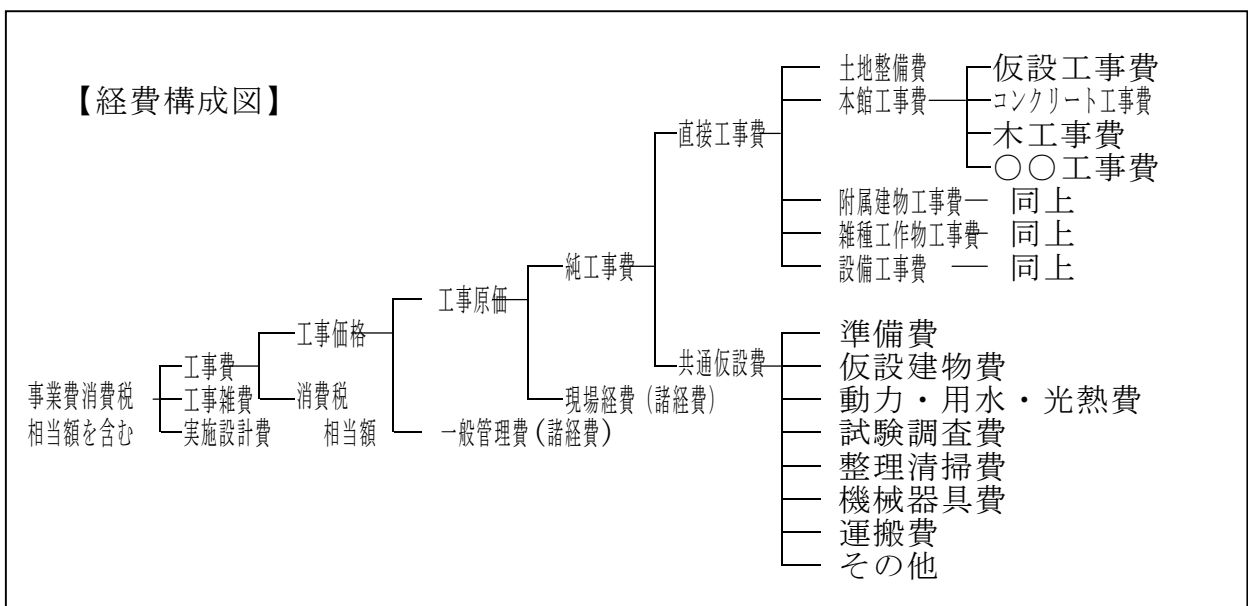 【経費構成図】
土地整備費 仮設工事費
本館工事費 コンクリート工事費
直接工事費 木工事費
○○工事費
附属建物工事費 同上
雑種工作物工事費 同上
設備工事費 同上
純工事費
工事原価
工事価格 準備費
工事費 共通仮設費 仮設建物費
事業費消費税 工事雑費 消費税 現場経費(諸経費) 動力・用水・光熱費
相当額を含む 実施設計費 相当額 一般管理費(諸経費) 試験調査費
整理清掃費
機械器具費
運搬費
その他